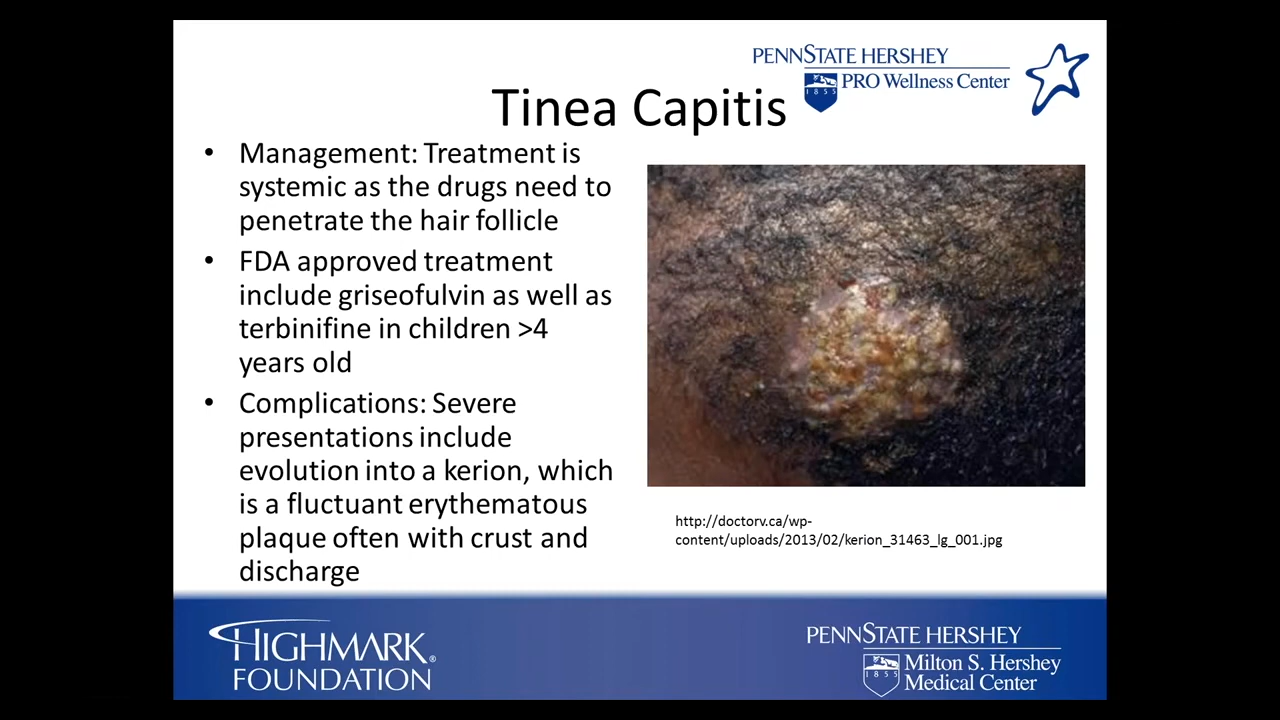 PENNSTATE HERSHEY
PRO Wellness Center
1855
Tinea Capitis
• Management: Treatment is
systemic as the drugs need to
penetrate the hair follicle
• FDA approved treatment
include griseofulvin as well as
terbinifine in children >4
years old
• Complications: Severe
presentations include
evolution into a kerion, which
is a fluctuant erythematous
plaque often with crust and
discharge
http://doctorv.ca/wp-
content/uploads/2013/02/kerion_31463_lg_001.jpg
HIGHMARK®
FOUNDATION
PENNSTATE HERSHEY
1855
Milton S. Hershey
Medical Center